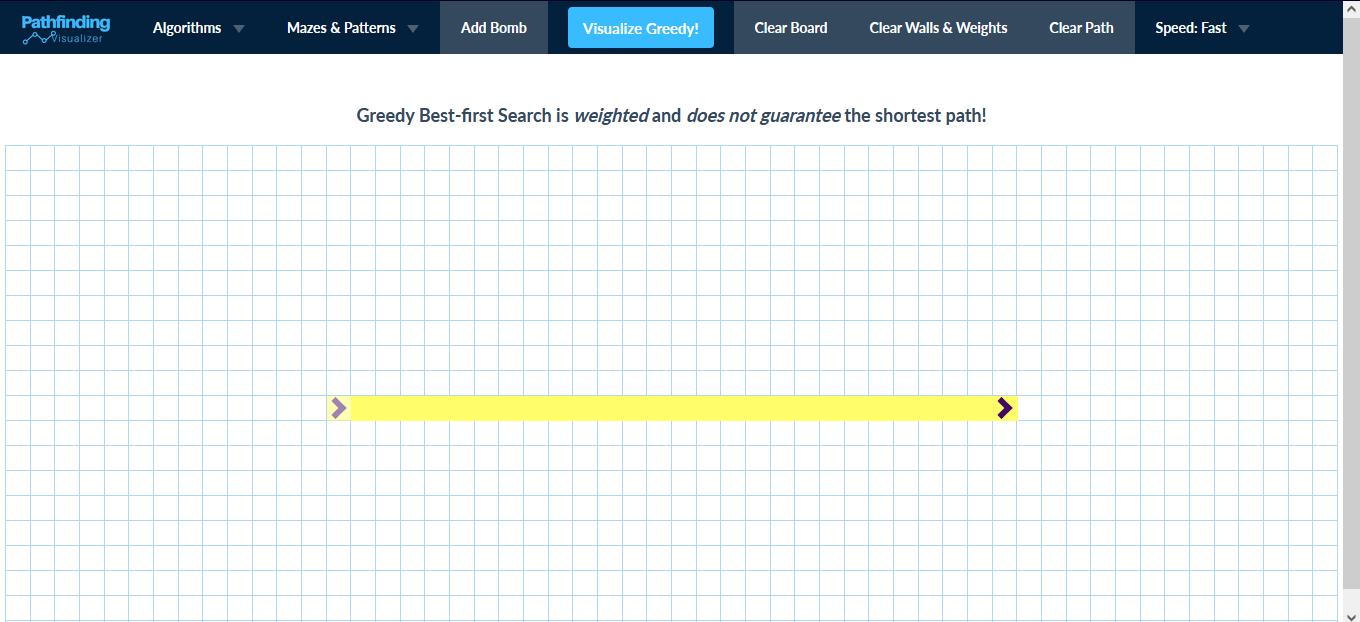 Pathfinding
Visualizer
Algorithms
Mazes & Patterns
Add Bomb
Visualize Greedy!
Clear Board
Clear Walls & Weights
Clear Path
Speed: Fast
Greedy Best-first Search is weighted and does not guarantee the shortest path!